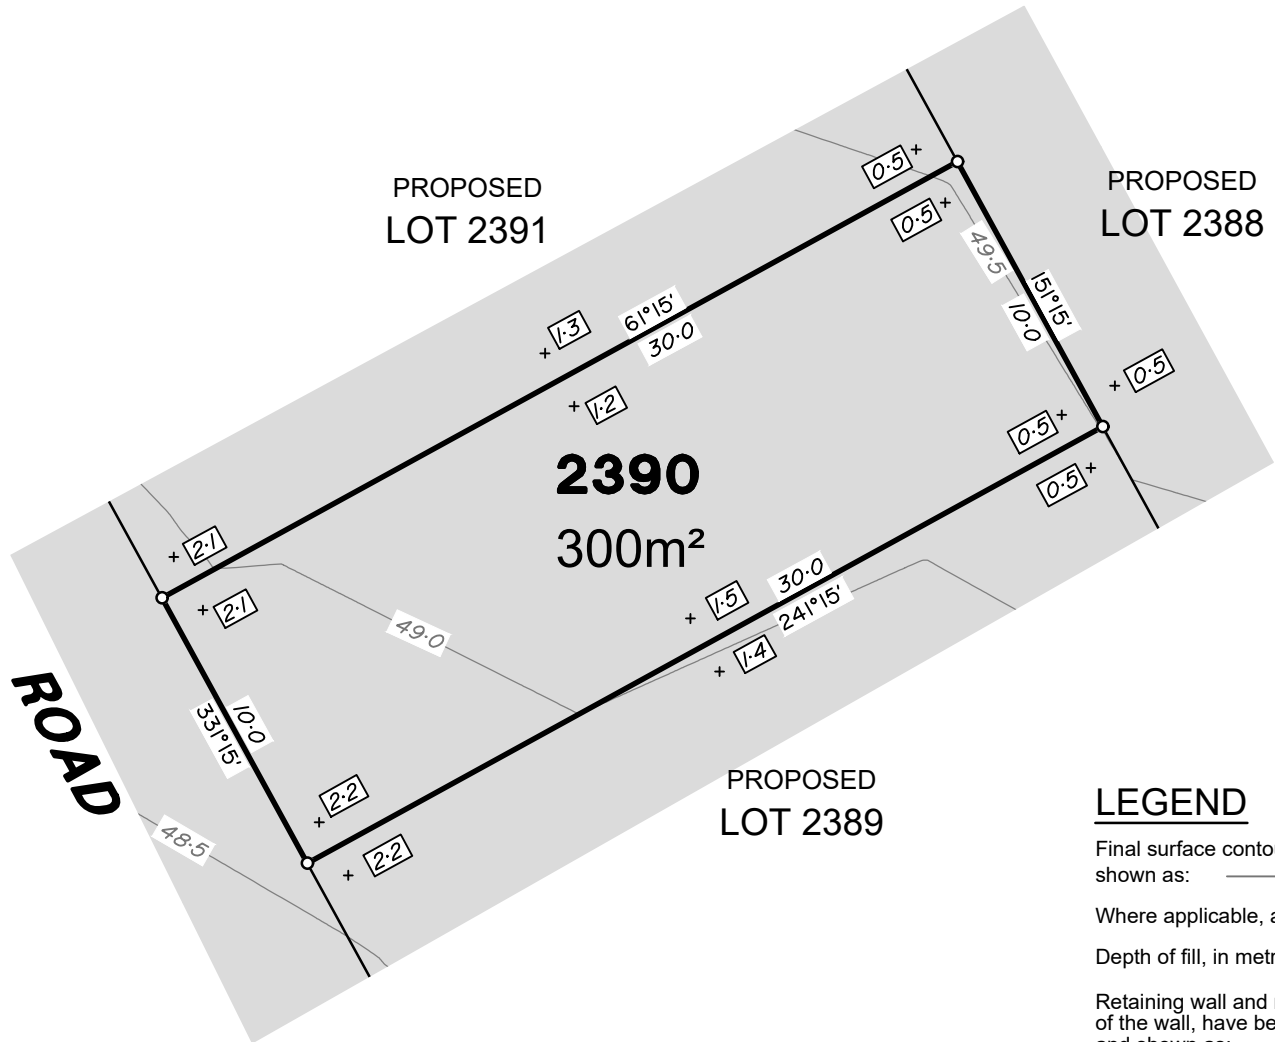 PROPOSED
LOT 2391
PROPOSED
LOT 2388
0·5
0·5
49·5
151°15'
10·0
61°15'
30·0
1·3
1·2
0·5
0·5
0·5
2390
300m²
2·1
2·1
49·0
30·0
241°15'
1·5
1·4
ROAD
331°15'
10·0
2·2
2·2
48·5
PROPOSED
LOT 2389
LEGEND
Final surface
shown as:
Where applicable,
Depth of fill, in
Retaining wall and
of the wall, have
and shown as: